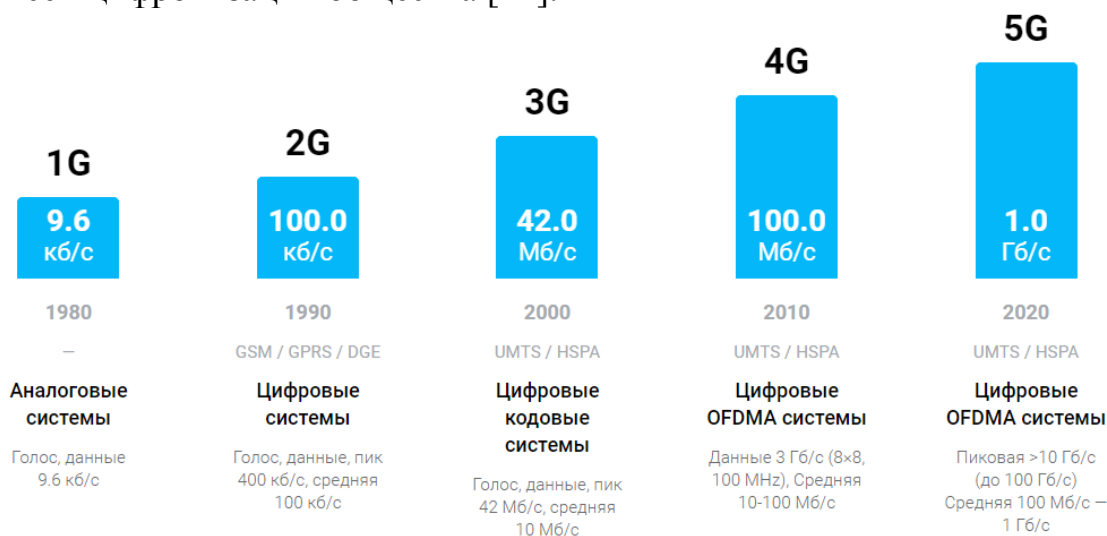 5G
4G
3G
2G
1G
9.6
кб/с
100.0
кб/с
42.0
Мб/с
100.0
Мб/с
1.0
Гб/с
1980
1990
2000
2010
2020
—
GSM / GPRS / DGE
UMTS / HSPA
UMTS / HSPA
UMTS / HSPA
Аналоговые
системы
Цифровые
системы
Цифровые
кодовые
системы
Цифровые
OFDMA системы
Цифровые
OFDMA системы
Голос, данные
9.6 кб/с
Голос, данные, пик
400 кб/с, средняя
100 кб/с
Голос, данные, пик
42 Мб/с, средняя
10 Мб/с
Данные 3 Гб/с (8×8,
100 MHz), Средняя
10-100 Мб/с
Пиковая >10 Гб/с
(до 100 Гб/с)
Средняя 100 Мб/с —
1 Гб/с